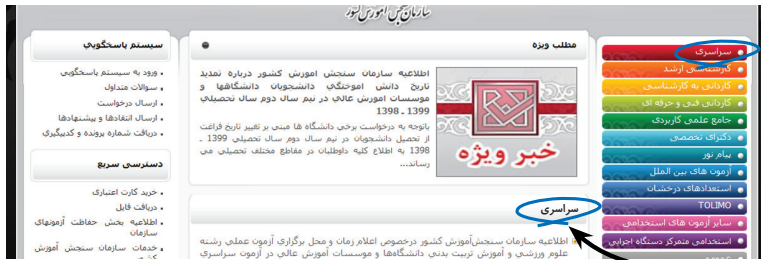 سازمان سنجش آموزش کشور
سراسری
کارشناسی ارشد
کاردانی به کارشناسی
کاردانی فنی و حرفه ای
جامع علمی کاربردی
دکترای تخصصی
پیام نور
آزمون های بین الملل
استعدادهای درخشان
TOLIMO
سایر آزمون های استخدامی
استخدامی متمرکز دستگاه اجرایی
مطلب ویژه
خبر ویژه
اطلاعیه سازمان سنجش آموزش کشور درباره تمدید
تاریخ دانش آموختگی دانشجویان دانشگاهها و
موسسات آموزش عالی در نیم سال دوم سال تحصیلی
1399 ـ 1398
باتوجه به درخواست برخی دانشگاه ها مبنی بر تغییر تاریخ فراغت
از تحصیل دانشجویان در نیم سال دوم سال تحصیلی 1399 ـ
1398 به اطلاع کلیه داوطلبان در مقاطع مختلف تحصیلی می
رساند...
سراسری
اطلاعیه سازمان سنجش‌آموزش کشور درخصوص اعلام زمان و محل برگزاری آزمون عملی رشته
علوم ورزشی و آموزش تربیت بدنی دانشگاه‌ها و موسسات آموزش عالی در آزمون سراسری
سیستم پاسخگویی
ورود به سیستم پاسخگویی
سوالات متداول
ارسال درخواست
ارسال انتقادها و پیشنهادها
دریافت شماره پرونده و کدپیگیری
دسترسی سریع
خرید کارت اعتباری
دریافت فایل
اطلاعیه بخش حفاظت آزمونهای
سازمان
خدمات سازمان سنجش آموزش